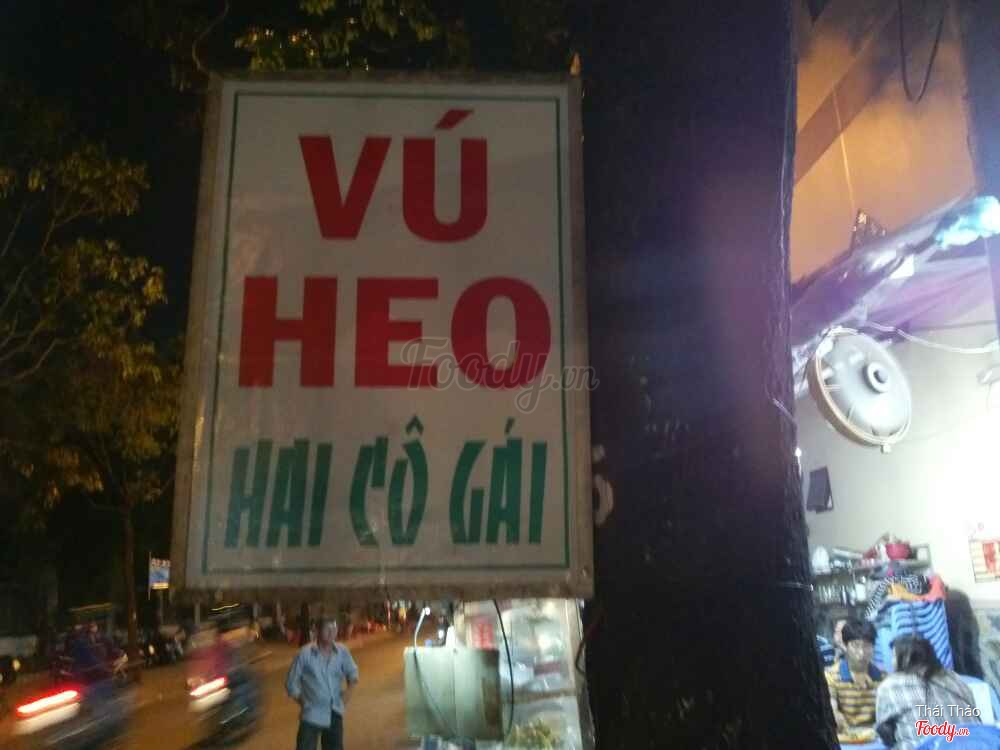 VÚ
HEO
HAI CÔ GÁI
Foody.vn
Thái Thảo
Foody.vn